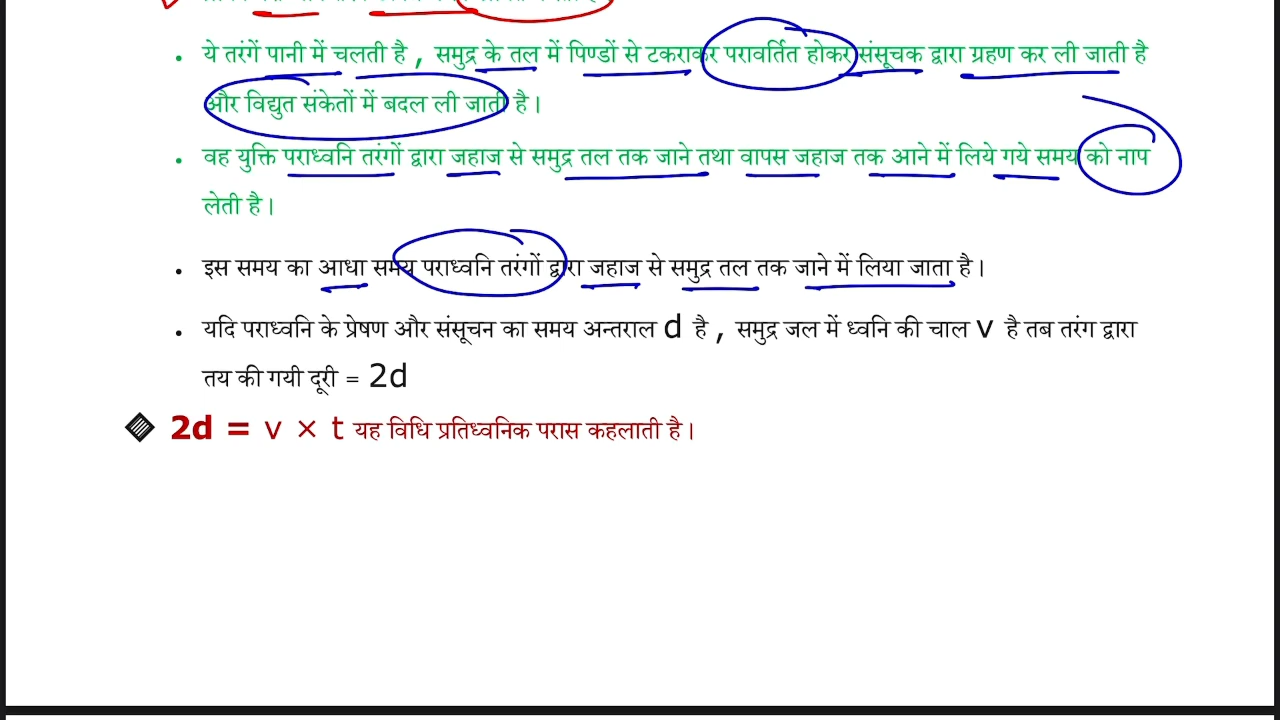 ये तरंगें पानी में चलती है , समुद्र के तल में पिण्डों से टकराकर परावर्तित होकर संसूचक द्वारा ग्रहण कर ली जाती है
और विद्युत संकेतों में बदल ली जाती है।
वह युक्ति पराध्वनि तरंगों द्वारा जहाज से समुद्र तल तक जाने तथा वापस जहाज तक आने में लिये गये समय को नाप
लेती है।
इस समय का आधा समय पराध्वनि तरंगों द्वारा जहाज से समुद्र तल तक जाने में लिया जाता है।
यदि पराध्वनि के प्रेषण और संसूचन का समय अन्तराल d है , समुद्र जल में ध्वनि की चाल v है तब तरंग द्वारा
तय की गयी दूरी = 2d
2d = v × t यह विधि प्रतिध्वनिक परास कहलाती है।